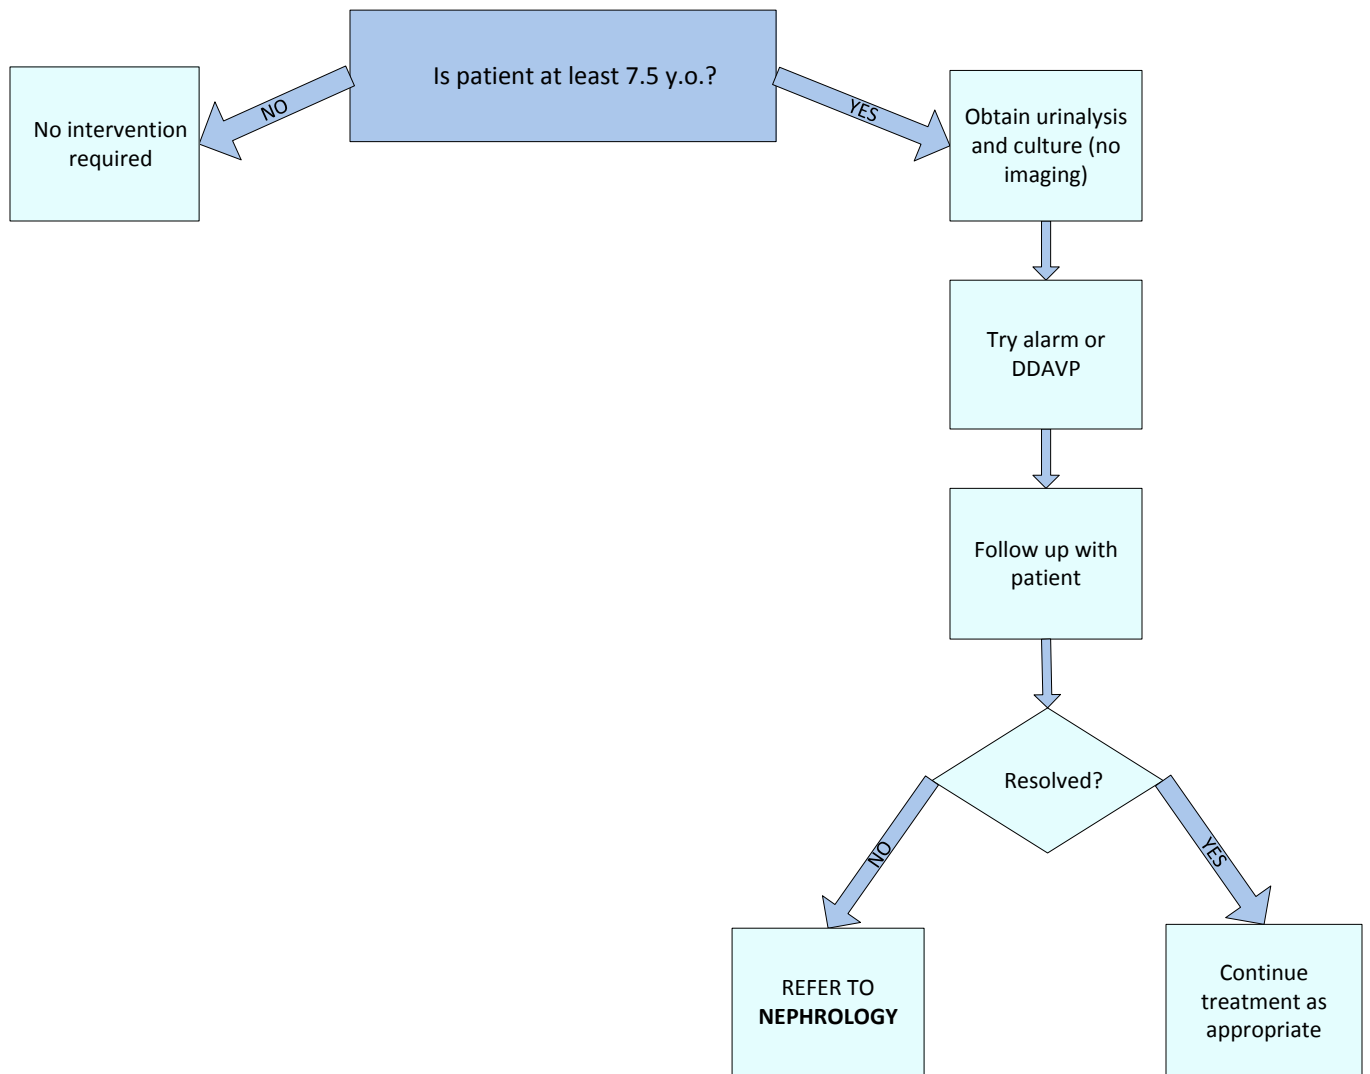 Is patient at least 7.5 y.o.?
NO
YES
No intervention
required
Obtain urinalysis
and culture (no
imaging)
Try alarm or
DDAVP
Follow up with
patient
Resolved?
NO
YES
REFER TO
NEPHROLOGY
Continue
treatment as
appropriate